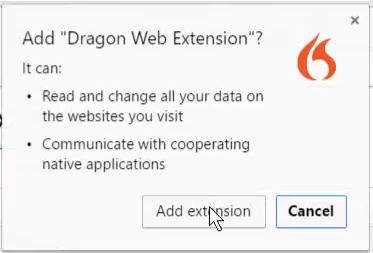 Add "Dragon Web Extension"?
It can:
• Read and change all your data on
the websites you visit
• Communicate with cooperating
native applications
Add extension Cancel